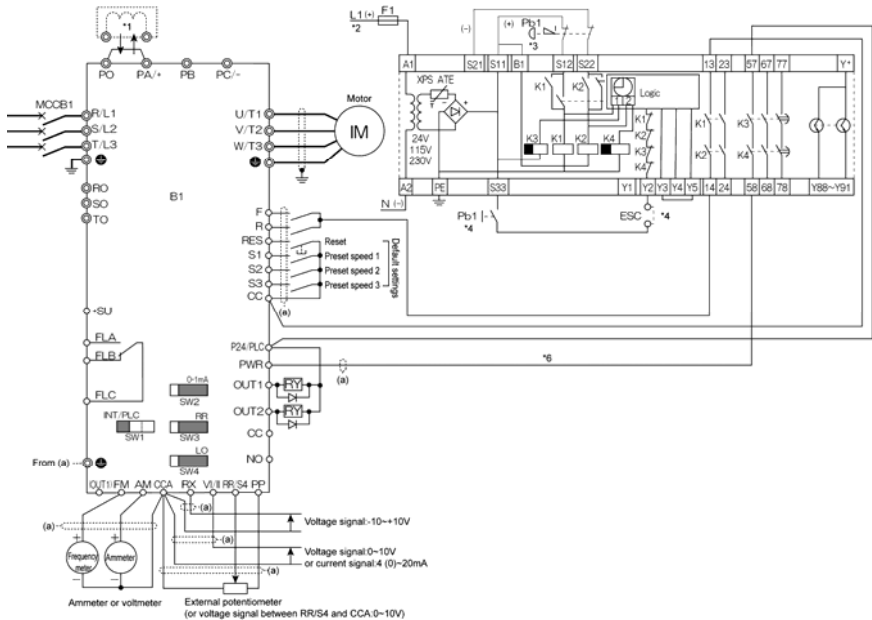 *1
PO PA/+ PB PC/-
MCCB1
R/L1
S/L2
T/L3
RO
SO
TO
B1
U/T1
V/T2
W/T3
Motor
IM
F
R
RES
S1
S2
S3
CC
Reset
Preset speed 1
Preset speed 2
Preset speed 3
Default settings
(a)
+SU
FLA
FLB
FLC
P24/PLC
PWR
OUT1
OUT2
CC
NO
RY
RY
(a)
*6
0-1mA
SW2
INT/PLC
SW1
RR
SW3
LO
SW4
From (a)
(OUT1) FM AM CCA RX VI/II RR/S4 PP
(a)
+
Frequency meter
−
+
Ammeter
−
Ammeter or voltmeter
(a)
Voltage signal:-10~+10V
(a)
Voltage signal:0~10V
or current signal:4 (0)~20mA
(a)
External potentiometer
(or voltage signal between RR/S4 and CCA:0~10V)
L1 (+) F1
*2
(-)
(+) Pb1
*3
A1 S21 S11 B1 S12 S22 13 23 57 67 77 Y+
XPS ATE
T
+
−
24V
115V
230V
K1 K2
Logic
1 2
K3 K1 K2 K4
K1
K2
K3
K4
K1
K2
K3
K4
A2 PE S33 Y1 Y2 Y3 Y4 Y5 14 24 58 68 78 Y88~Y91
N (-)
Pb1
*4
ESC
*4